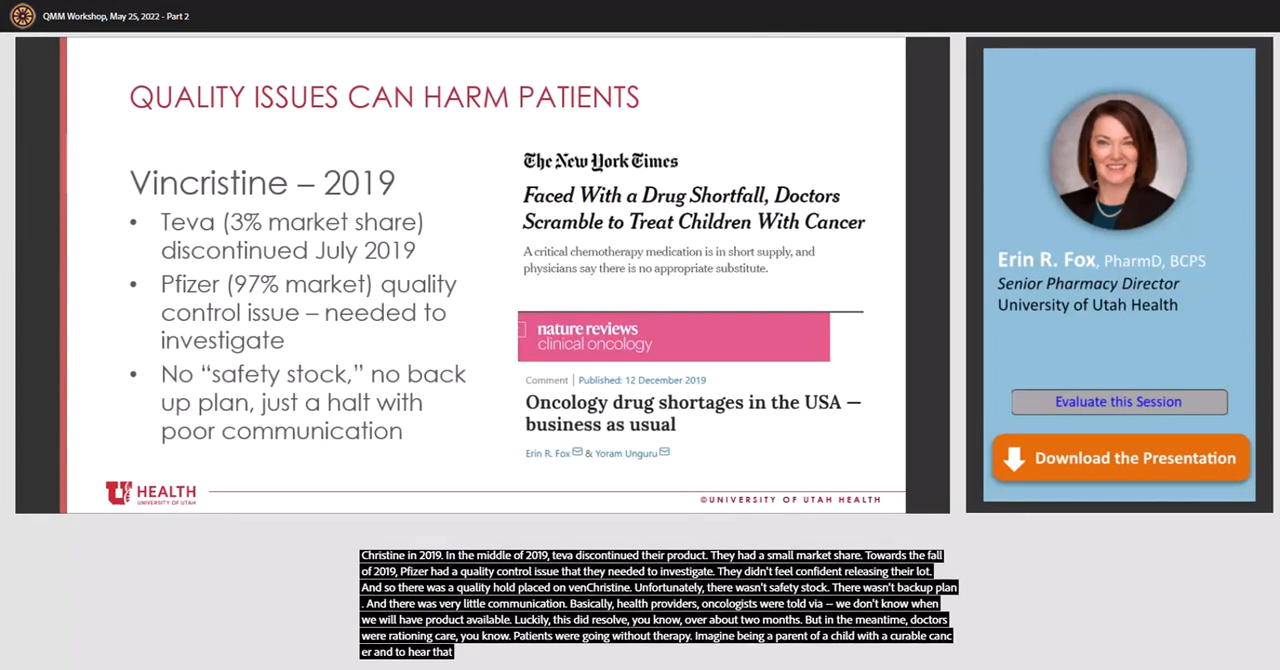 QMM Workshop, May 25, 2022 - Part 2
QUALITY ISSUES CAN HARM PATIENTS
Vincristine – 2019
• Teva (3% market share)
discontinued July 2019
• Pfizer (97% market) quality
control issue – needed to
investigate
• No “safety stock,” no back
up plan, just a halt with
poor communication
The New York Times
Faced With a Drug Shortfall, Doctors
Scramble to Treat Children With Cancer
A critical chemotherapy medication is in short supply, and
physicians say there is no appropriate substitute.
nature reviews
clinical oncology
Comment | Published: 12 December 2019
Oncology drug shortages in the USA —
business as usual
Erin R. Fox & Yoram Unguru
U HEALTH
UNIVERSITY OF UTAH
©UNIVERSITY OF UTAH HEALTH
Erin R. Fox, PharmD, BCPS
Senior Pharmacy Director
University of Utah Health
Evaluate this Session
Download the Presentation
Christine in 2019. In the middle of 2019, teva discontinued their product. They had a small market share. Towards the fall
of 2019, Pfizer had a quality control issue that they needed to investigate. They didn't feel confident releasing their lot.
And so there was a quality hold placed on venChristine. Unfortunately, there wasn't safety stock. There wasn't backup plan
. And there was very little communication. Basically, health providers, oncologists were told via -- we don't know when
we will have product available. Luckily, this did resolve, you know, over about two months. But in the meantime, doctors
were rationing care, you know. Patients were going without therapy. Imagine being a parent of a child with a curable canc
er and to hear that